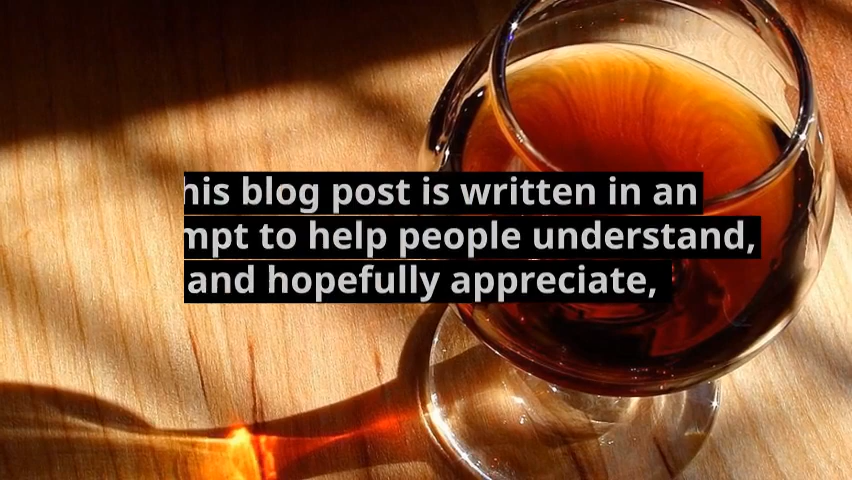 his blog post is written in an
mpt to help people understand,
and hopefully appreciate,